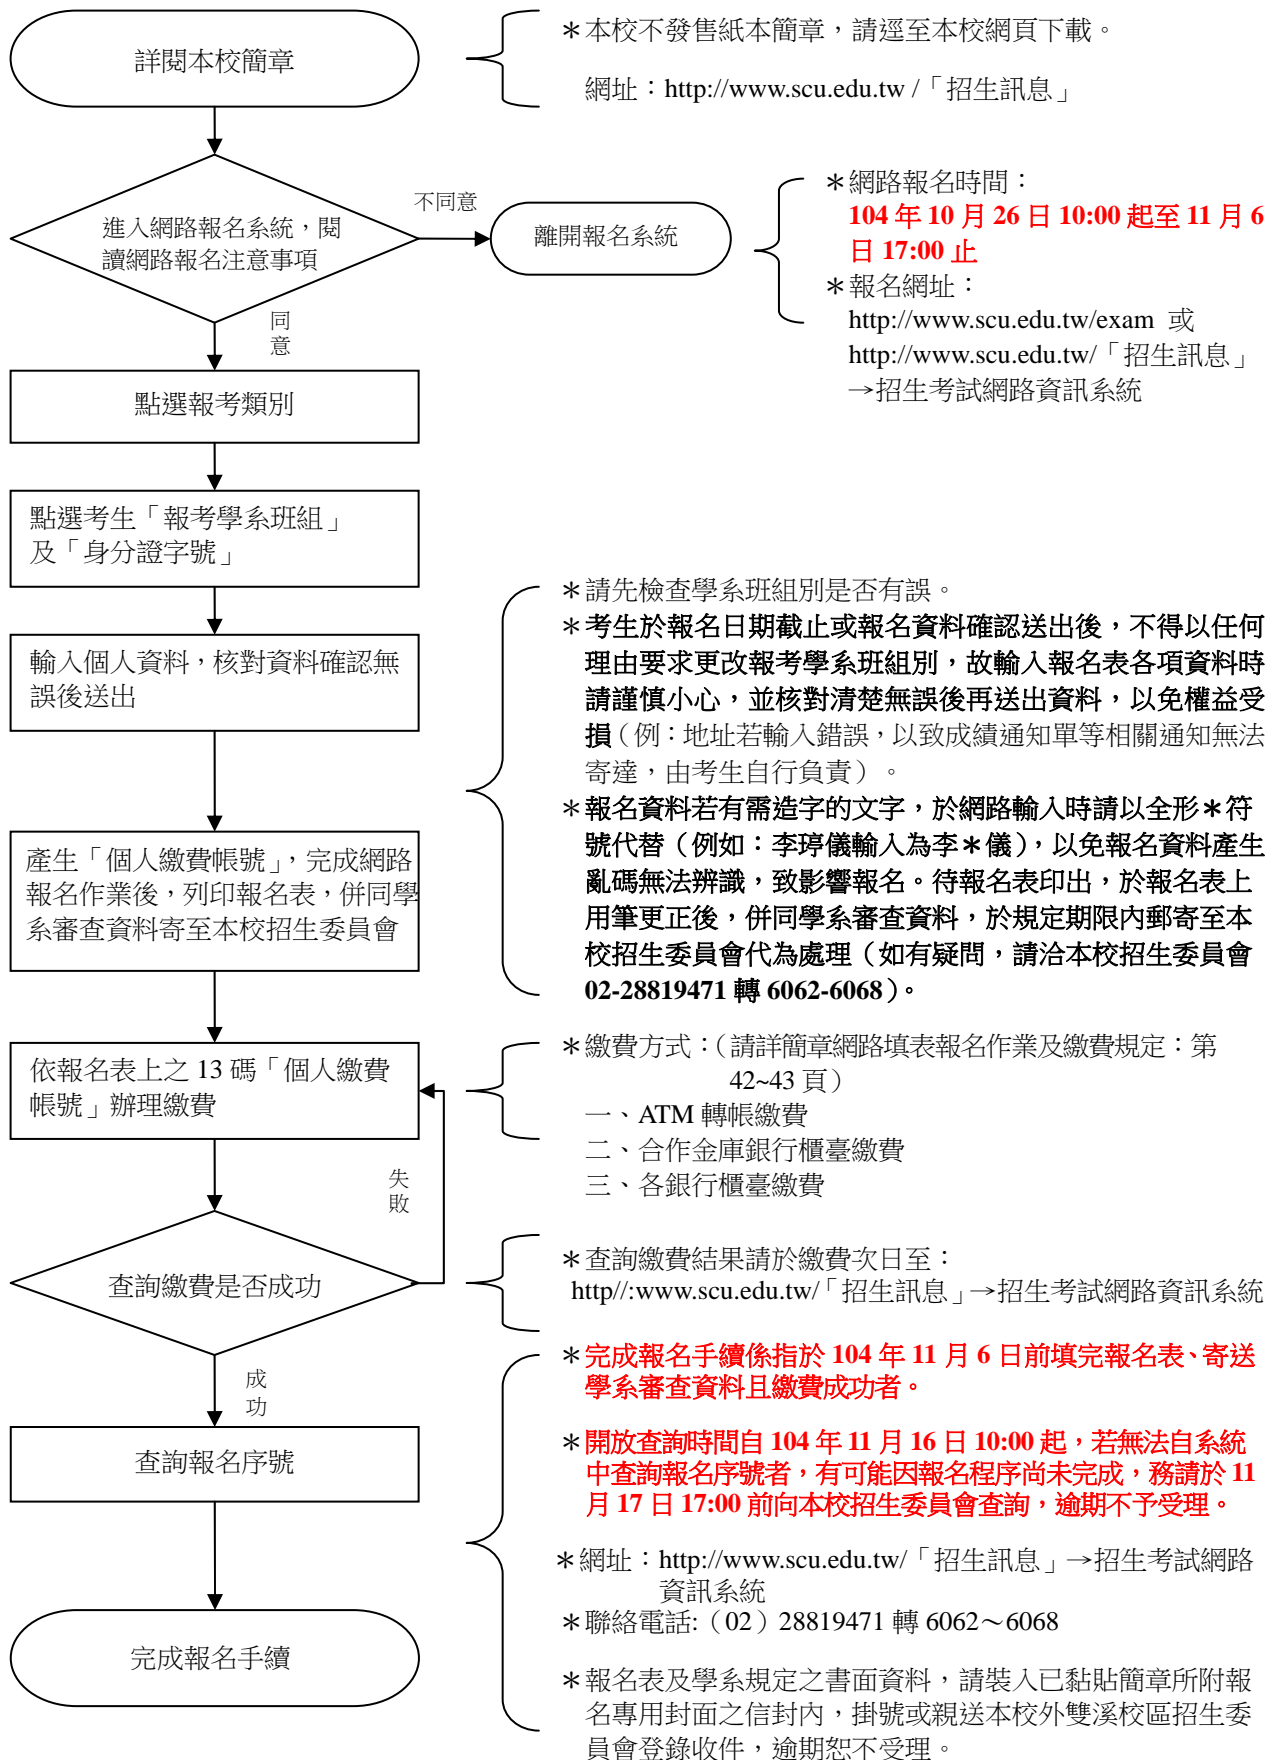 詳閱本校簡章
＊本校不發售紙本簡章，請逕至本校網頁下載。
網址：http://www.scu.edu.tw /「招生訊息」
進入網路報名系統，閱
讀網路報名注意事項
不同意
離開報名系統
＊網路報名時間：
104 年 10 月 26 日 10:00 起至 11 月 6
日 17:00 止
＊報名網址：
http://www.scu.edu.tw/exam 或
http://www.scu.edu.tw/「招生訊息」
→招生考試網路資訊系統
同
意
點選報考類別
點選考生「報考學系班組」
及「身分證字號」
輸入個人資料，核對資料確認無
誤後送出
＊請先檢查學系班組別是否有誤。
＊考生於報名日期截止或報名資料確認送出後，不得以任何
理由要求更改報考學系班組別，故輸入報名表各項資料時
請謹慎小心，並核對清楚無誤後再送出資料，以免權益受
損（例：地址若輸入錯誤，以致成績通知單等相關通知無法
寄達，由考生自行負責）。
＊報名資料若有需造字的文字，於網路輸入時請以全形＊符
號代替（例如：李㼆儀輸入為李＊儀），以免報名資料產生
亂碼無法辨識，致影響報名。待報名表印出，於報名表上
用筆更正後，併同學系審查資料，於規定期限內郵寄至本
校招生委員會代為處理（如有疑問，請洽本校招生委員會
02-28819471 轉 6062-6068）。
產生「個人繳費帳號」，完成網路
報名作業後，列印報名表，併同學
系審查資料寄至本校招生委員會
依報名表上之 13 碼「個人繳費
帳號」辦理繳費
＊繳費方式：（請詳簡章網路填表報名作業及繳費規定：第
42~43 頁）
一、ATM 轉帳繳費
二、合作金庫銀行櫃臺繳費
三、各銀行櫃臺繳費
失
敗
查詢繳費是否成功
＊查詢繳費結果請於繳費次日至：
http//:www.scu.edu.tw/「招生訊息」→招生考試網路資訊系統
成
功
＊完成報名手續係指於 104 年 11 月 6 日前填完報名表、寄送
學系審查資料且繳費成功者。
查詢報名序號
＊開放查詢時間自 104 年 11 月 16 日 10:00 起，若無法自系統
中查詢報名序號者，有可能因報名程序尚未完成，務請於 11
月 17 日 17:00 前向本校招生委員會查詢，逾期不予受理。
＊網址：http://www.scu.edu.tw/「招生訊息」→招生考試網路
資訊系統
＊聯絡電話:（02）28819471 轉 6062～6068
完成報名手續
＊報名表及學系規定之書面資料，請裝入已黏貼簡章所附報
名專用封面之信封內，掛號或親送本校外雙溪校區招生委
員會登錄收件，逾期恕不受理。